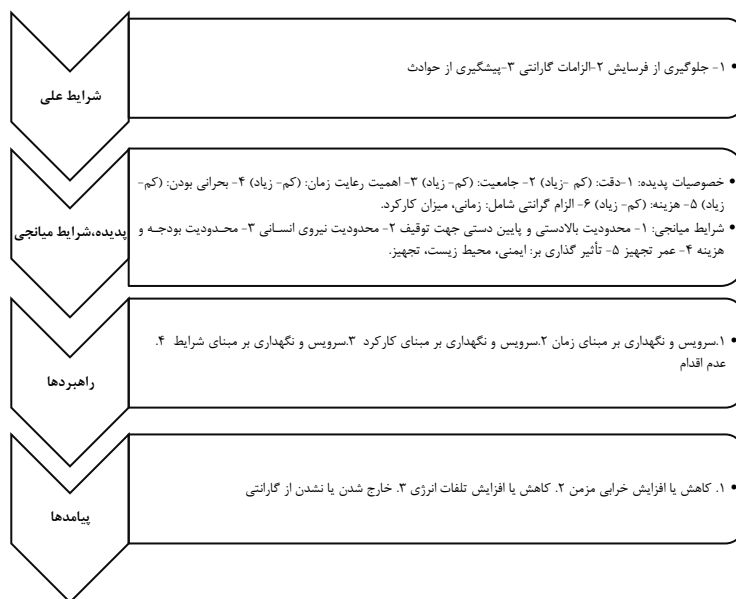 شرایط علی
• ۱- جلوگیری از فرسایش ۲-الزامات گارانتی ۳-پیشگیری از حوادث
پدیده،شرایط میانجی
• خصوصیات پدیده: ۱-دقت: (کم -زیاد) ۲- جامعیت: (کم- زیاد) ۳- اهمیت رعایت زمان: (کم- زیاد) ۴- بحرانی بودن: (کم-
زیاد) ۵- هزینه: (کم- زیاد) ۶- الزام گرانتی شامل: زمانی، میزان کارکرد.
• شرایط میانجی: ۱- محدودیت بالادستی و پایین دستی جهت توقیف ۲- محدودیت نیروی انسانی ۳- محدودیت بودجه و
هزینه ۴- عمر تجهیز ۵- تأثیر گذاری بر: ایمنی، محیط زیست، تجهیز.
راهبردها
• ۱.سرویس و نگهداری بر مبنای زمان ۲.سرویس و نگهداری بر مبنای کارکرد ۳.سرویس و نگهداری بر مبنای شرایط ۴.
عدم اقدام
پیامدها
• ۱. کاهش یا افزایش خرابی مزمن ۲. کاهش یا افزایش تلفات انرژی ۳. خارج شدن یا نشدن از گارانتی